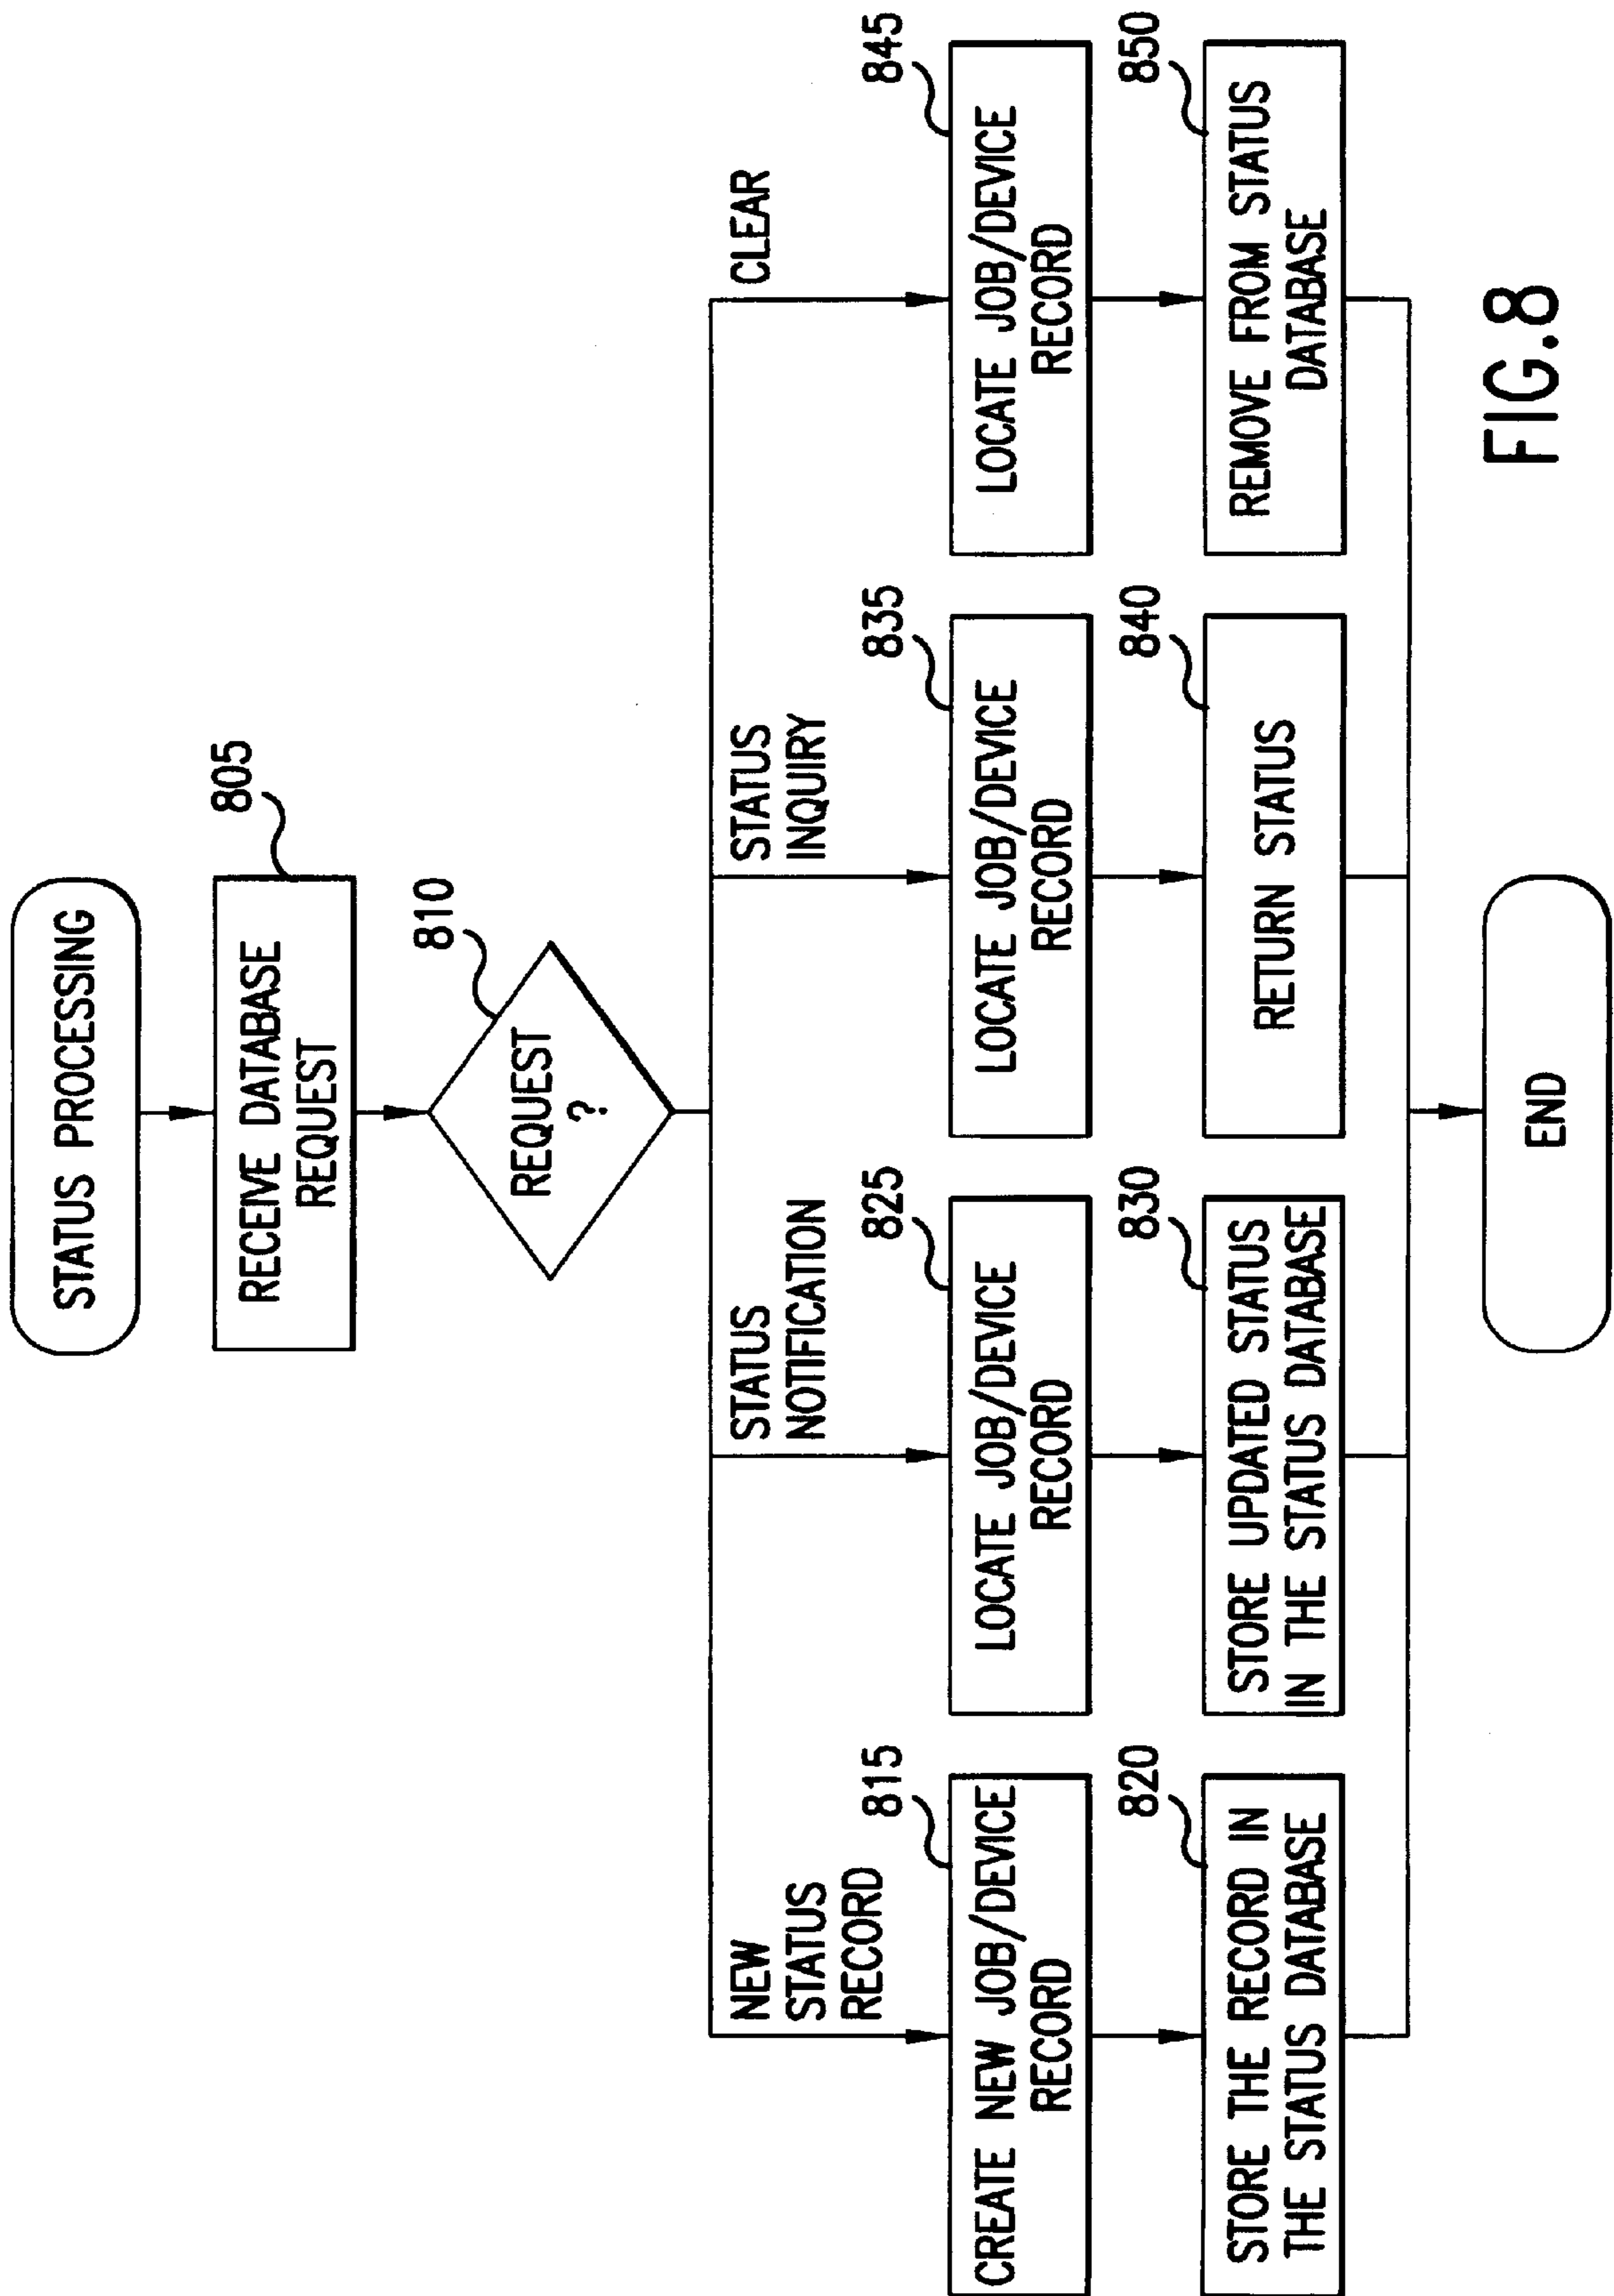 STATUS PROCESSING
805
RECEIVE DATABASE
REQUEST
810
REQUEST
?
NEW
STATUS
RECORD
STATUS
NOTIFICATION
STATUS
INQUIRY
CLEAR
815
CREATE NEW JOB/DEVICE
RECORD
825
LOCATE JOB/DEVICE
RECORD
835
LOCATE JOB/DEVICE
RECORD
845
LOCATE JOB/DEVICE
RECORD
820
STORE THE RECORD IN
THE STATUS DATABASE
830
STORE UPDATED STATUS
IN THE STATUS DATABASE
840
RETURN STATUS
850
REMOVE FROM STATUS
DATABASE
END
FIG.8